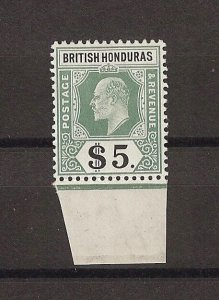 BRITISH HONDURAS
POSTAGE
& REVENUE
$5.